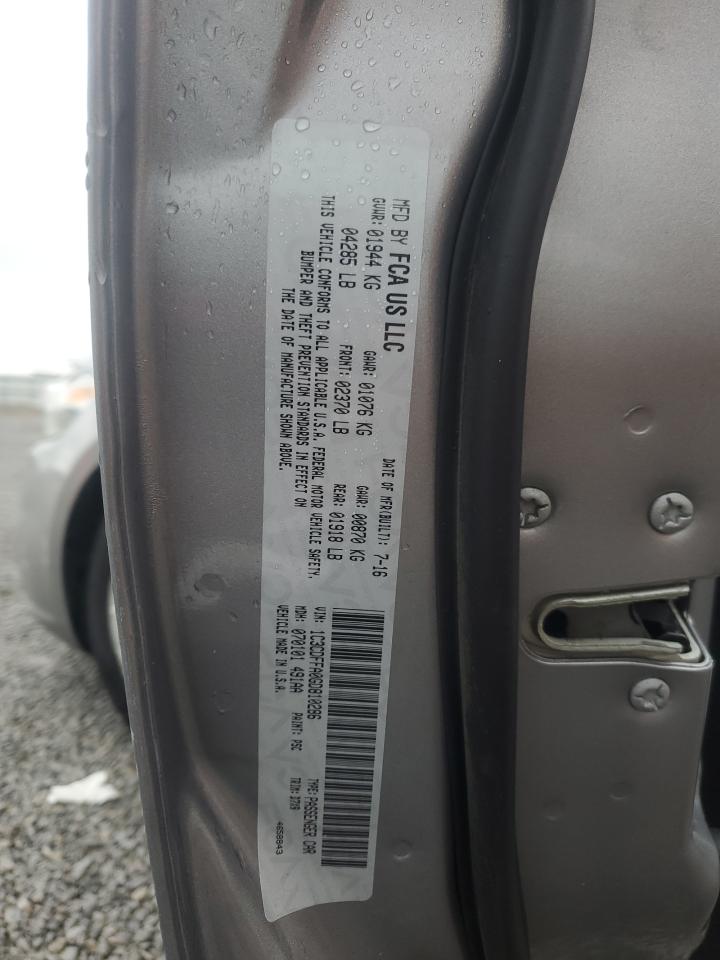 MFD BY FCA US LLC
DATE OF MFR(BUILT): 7-16
GVWR: 01944 KG GAWR: 01076 KG GAWR: 00870 KG
04285 LB FRONT: 02370 LB REAR: 01918 LB
THIS VEHICLE CONFORMS TO ALL APPLICABLE U.S.A. FEDERAL MOTOR VEHICLE SAFETY,
BUMPER AND THEFT PREVENTION STANDARDS IN EFFECT ON
THE DATE OF MANUFACTURE SHOWN ABOVE.
VIN: 1C3CDFFA0GD810286 TYPE: PASSENGER CAR
MDH: 070101 491AA PAINT: PSC TRIM: X7X9
VEHICLE MADE IN U.S.A. 4658843